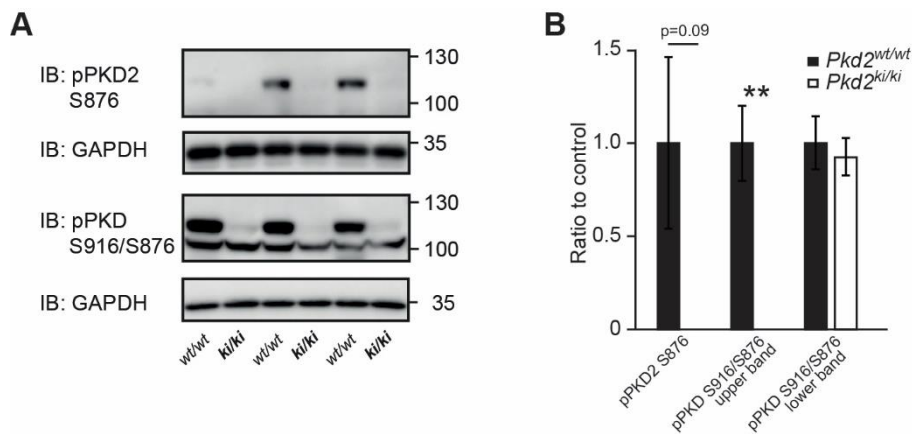 A
IB: pPKD2
S876
130
100
IB: GAPDH
35
IB: pPKD
S916/S876
130
100
IB: GAPDH
35
wt/wt ki/ki wt/wt ki/ki wt/wt ki/ki
B
p=0.09
1.5
1.0
0.5
0
Ratio to control
**
Pkd2wt/wt
Pkd2ki/ki
pPKD2 S876
pPKD S916/S876
upper band
pPKD S916/S876
lower band